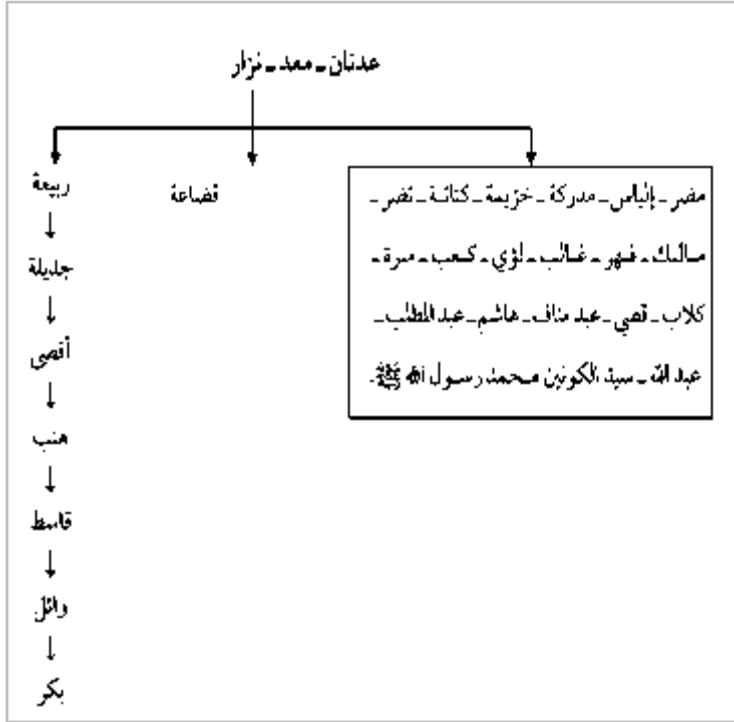 عدنان ـ معد ـ نزار
مضر ـ إلياس ـ مدركة ـ خزيمة ـ كنانة ـ نضر ـ
مالك ـ فهر ـ غالب ـ لؤي ـ كعب ـ مرة ـ
كلاب ـ قصي ـ عبد مناف ـ هاشم ـ عبد المطلب ـ
عبد الله ـ سيد الكونين محمد رسول الله ﷺ.
قضاعة
ربيعة
جديلة
أفصى
هنب
قاسط
وائل
بكر